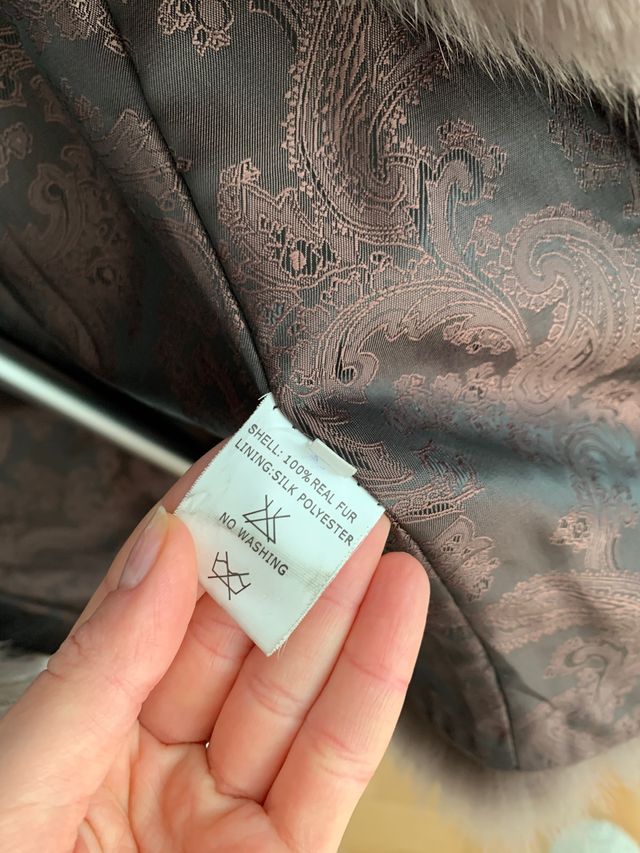 SHELL: 100%REAL FUR
LINING:SILK POLYESTER
NO WASHING